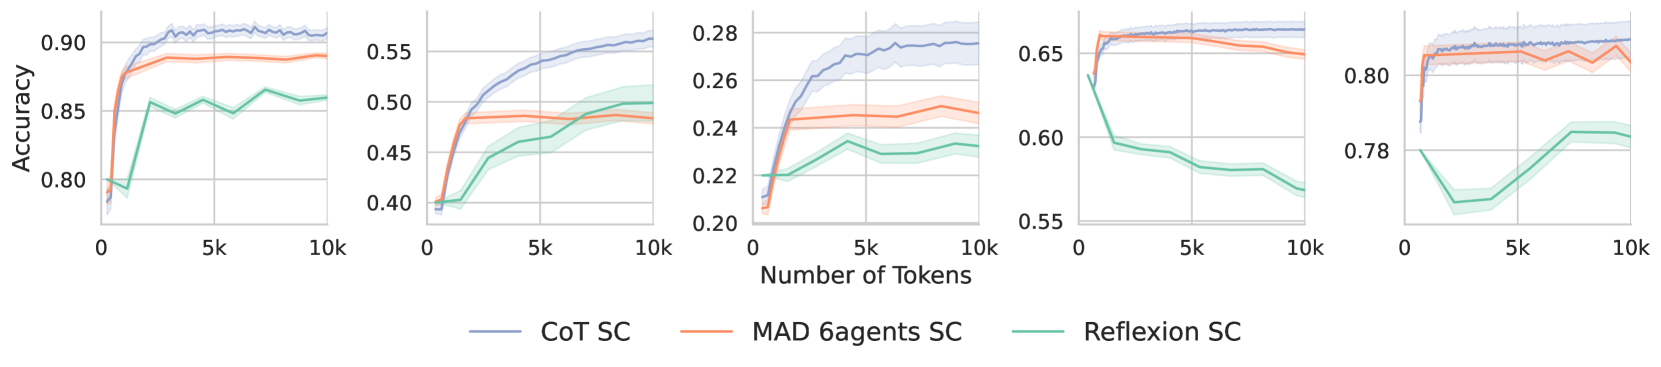 Accuracy
0.90
0.85
0.80
0 5k 10k
0.55
0.50
0.45
0.40
0 5k 10k
0.28
0.26
0.24
0.22
0.20
0 5k 10k
0.65
0.60
0.55
0 5k 10k
0.80
0.78
0 5k 10k
Number of Tokens
CoT SC MAD 6agents SC Reflexion SC